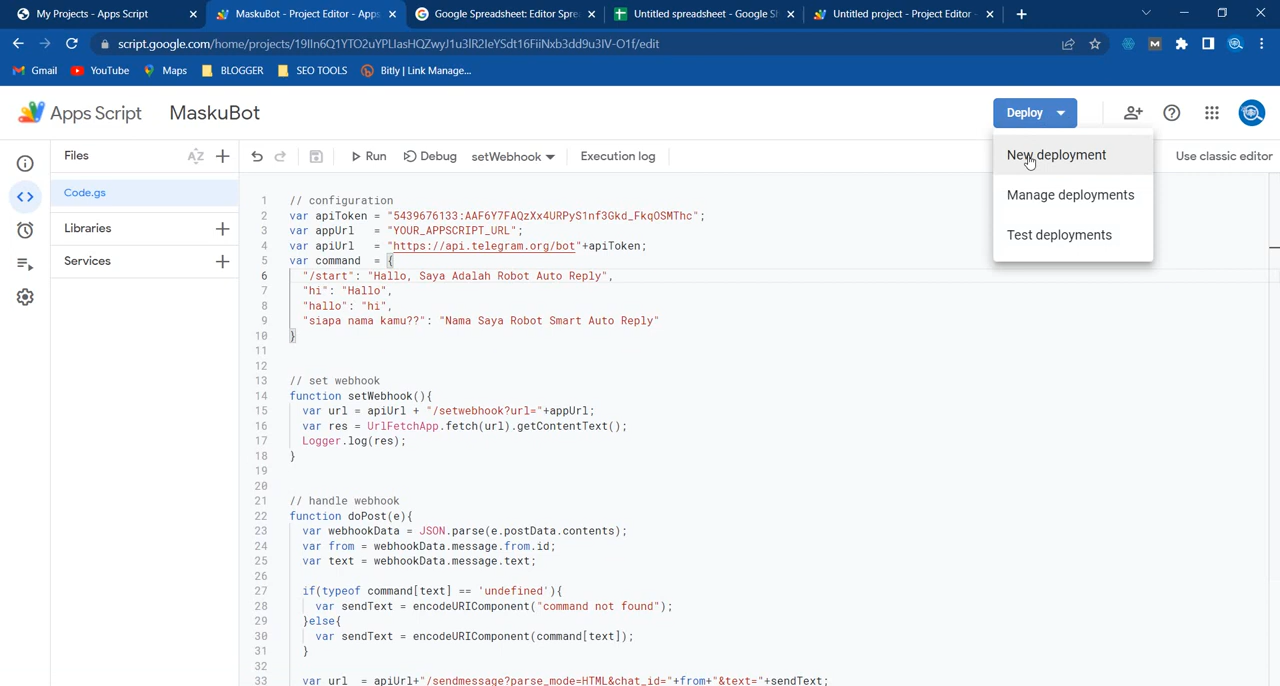 My Projects - Apps Script
MaskuBot - Project Editor - Apps
Google Spreadsheet: Editor Spre
Untitled spreadsheet - Google Sh
Untitled project - Project Editor -
script.google.com/home/projects/19IIn6Q1YTO2uYPLIasHQZwyJ1u3lR2IeYSdt16FiiNxb3dd9u3IV-O1f/edit
Gmail
YouTube
Maps
BLOGGER
SEO TOOLS
Bitly | Link Manage...
Apps Script
MaskuBot
Deploy
Files
Run
Debug
setWebhook
Execution log
Use classic editor
New deployment
Manage deployments
Test deployments
Code.gs
Libraries
Services
1 // configuration
2 var apiToken = "5439676133:AAF6Y7FAQzXx4URPyS1nf3Gkd_FkqOSMThc";
3 var appUrl = "YOUR_APPSCRIPT_URL";
4 var apiUrl = "https://api.telegram.org/bot"+apiToken;
5 var command = {
6 "/start": "Hallo, Saya Adalah Robot Auto Reply",
7 "hi": "Hallo",
8 "hallo": "hi",
9 "siapa nama kamu??": "Nama Saya Robot Smart Auto Reply"
10 }
11
12
13 // set webhook
14 function setWebhook(){
15 var url = apiUrl + "/setwebhook?url="+appUrl;
16 var res = UrlFetchApp.fetch(url).getContentText();
17 Logger.log(res);
18 }
19
20
21 // handle webhook
22 function doPost(e){
23 var webhookData = JSON.parse(e.postData.contents);
24 var from = webhookData.message.from.id;
25 var text = webhookData.message.text;
26
27 if(typeof command[text] == 'undefined'){
28 var sendText = encodeURIComponent("command not found");
29 }else{
30 var sendText = encodeURIComponent(command[text]);
31 }
32
33 var url = apiUrl+"/sendmessage?parse_mode=HTML&chat_id="+from+"&text="+sendText;